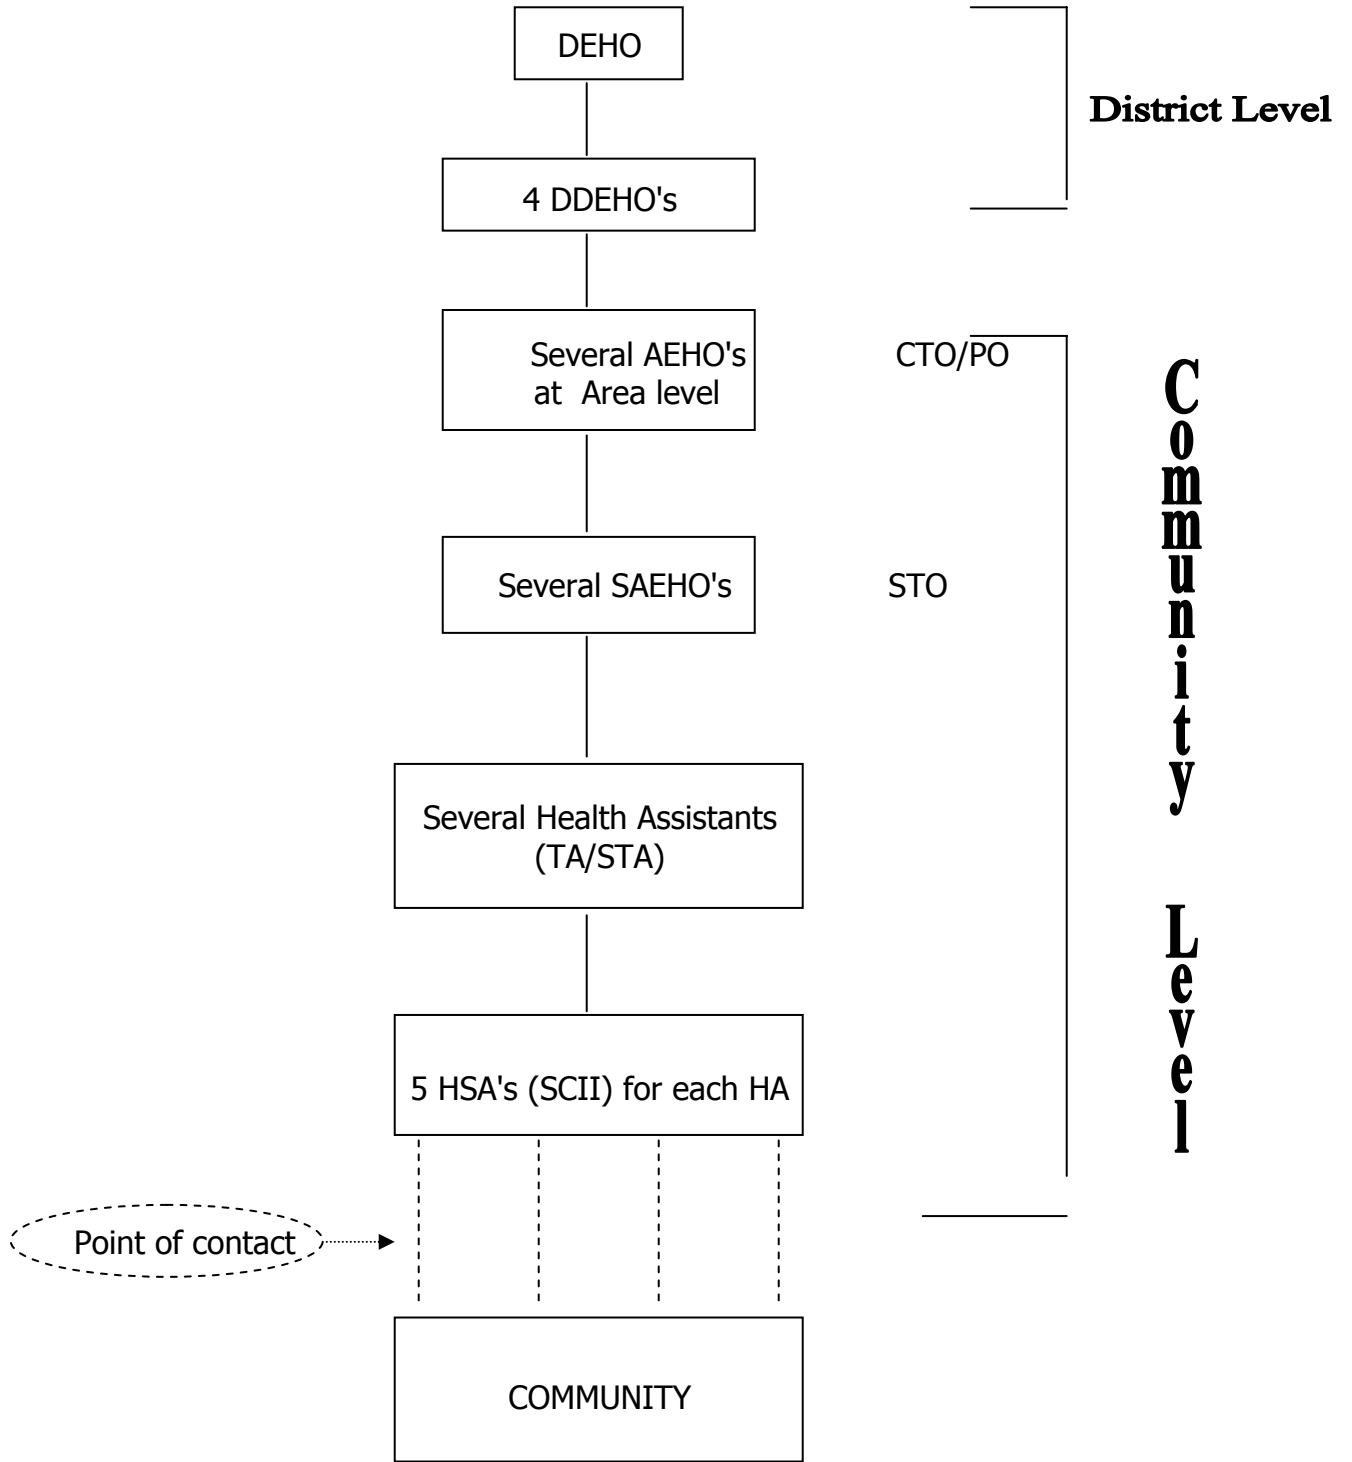 DEHO
District Level
4 DDEHO's
Several AEHO's
at Area level
CTO/PO
Community Level
Several SAEHO's
STO
Several Health Assistants
(TA/STA)
5 HSA's (SCII) for each HA
Point of contact
COMMUNITY